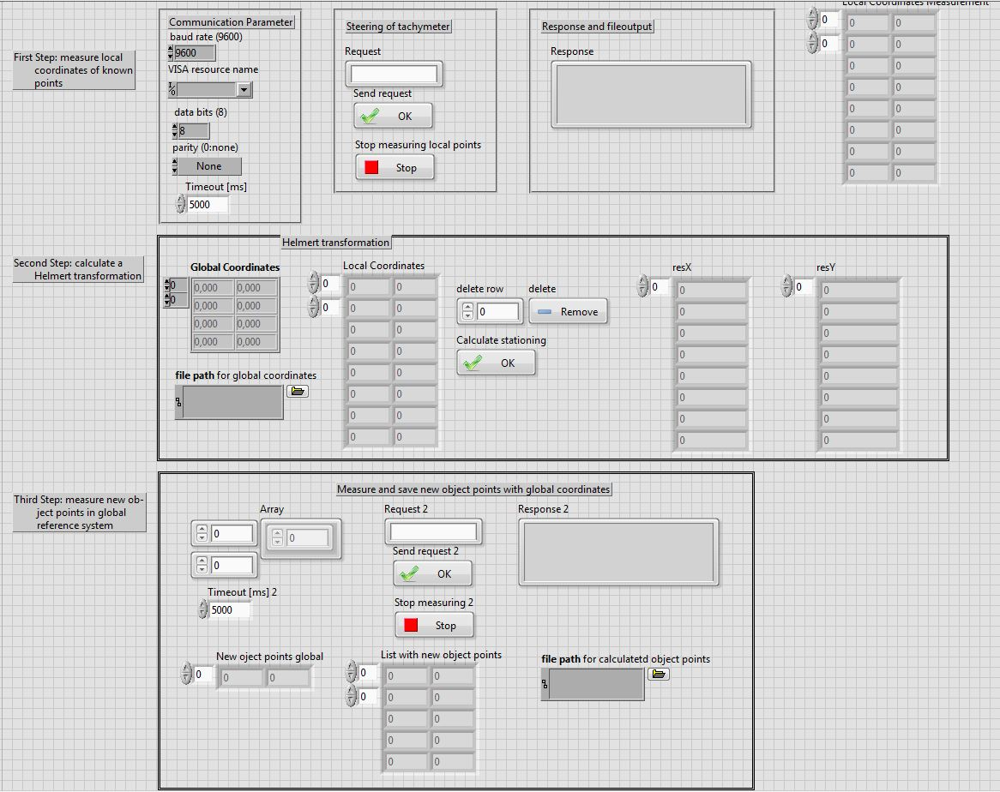 Local Coordinates Measurement
Communication Parameter
baud rate (9600)
9600
VISA resource name
I/O
data bits (8)
8
parity (0:none)
None
Timeout [ms]
5000
Steering of tachymeter
Request
Send request
OK
Stop measuring local points
Stop
Response and fileoutput
Response
0
0
0 0
0 0
0 0
0 0
0 0
0 0
0 0
0 0
First Step: measure local
coordinates of known
points
Second Step: calculate a
Helmert transformation
Helmert transformation
Global Coordinates
0
0
0,000 0,000
0,000 0,000
0,000 0,000
0,000 0,000
file path for global coordinates
Local Coordinates
0
0
0 0
0 0
0 0
0 0
0 0
0 0
0 0
0 0
delete row
0
delete
Remove
Calculate stationing
OK
resX
0
0
0
0
0
0
0
0
0
resY
0
0
0
0
0
0
0
0
0
Third Step: measure new ob-
ject points in global
reference system
Measure and save new object points with global coordinates
Array
0
0
0
Timeout [ms] 2
5000
Request 2
Send request 2
OK
Stop measuring 2
Stop
Response 2
New oject points global
0
0 0
List with new object points
0
0
0 0
0 0
0 0
0 0
0 0
file path for calculatetd object points